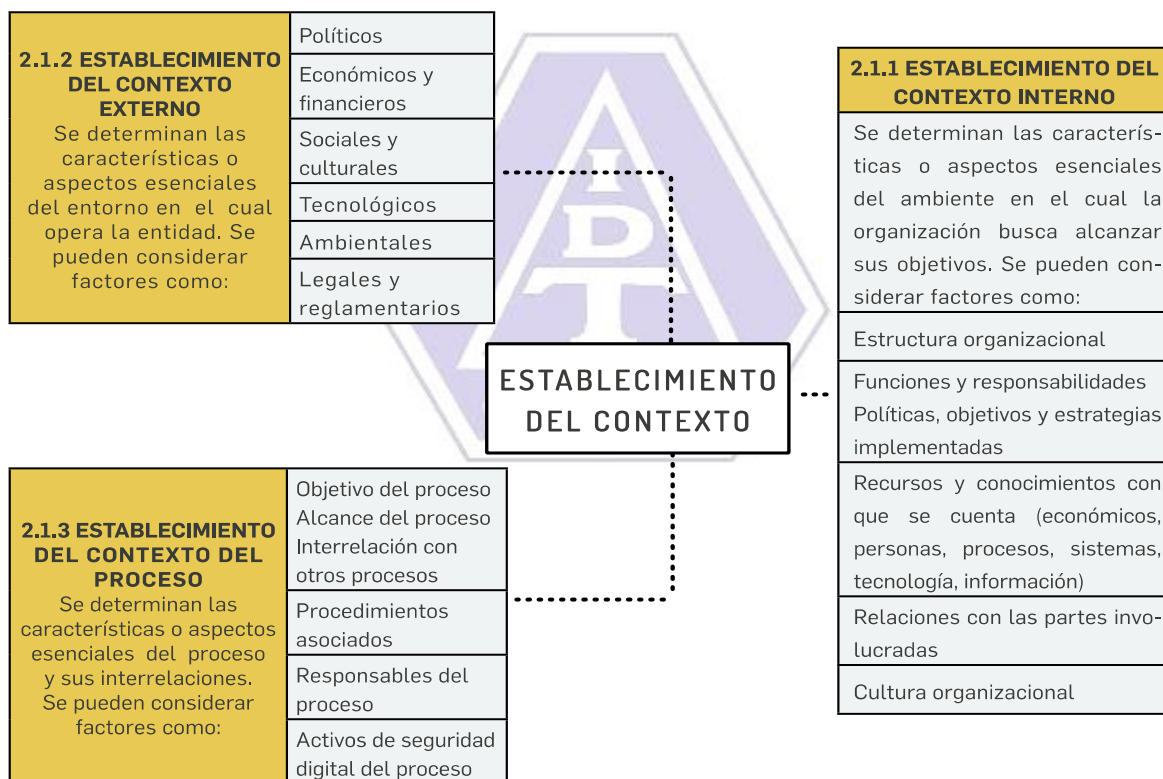 2.1.2 ESTABLECIMIENTO
DEL CONTEXTO
EXTERNO
Se determinan las
características o
aspectos esenciales
del entorno en el cual
opera la entidad. Se
pueden considerar
factores como:
Políticos
Económicos y
financieros
Sociales y
culturales
Tecnológicos
Ambientales
Legales y
reglamentarios
I
D
T
ESTABLECIMIENTO
DEL CONTEXTO
2.1.1 ESTABLECIMIENTO DEL
CONTEXTO INTERNO
Se determinan las caracterís-
ticas o aspectos esenciales
del ambiente en el cual la
organización busca alcanzar
sus objetivos. Se pueden con-
siderar factores como:
Estructura organizacional
Funciones y responsabilidades
Políticas, objetivos y estrategias
implementadas
Recursos y conocimientos con
que se cuenta (económicos,
personas, procesos, sistemas,
tecnología, información)
Relaciones con las partes invo-
lucradas
Cultura organizacional
2.1.3 ESTABLECIMIENTO
DEL CONTEXTO DEL
PROCESO
Se determinan las
características o aspectos
esenciales del proceso
y sus interrelaciones.
Se pueden considerar
factores como:
Objetivo del proceso
Alcance del proceso
Interrelación con
otros procesos
Procedimientos
asociados
Responsables del
proceso
Activos de seguridad
digital del proceso